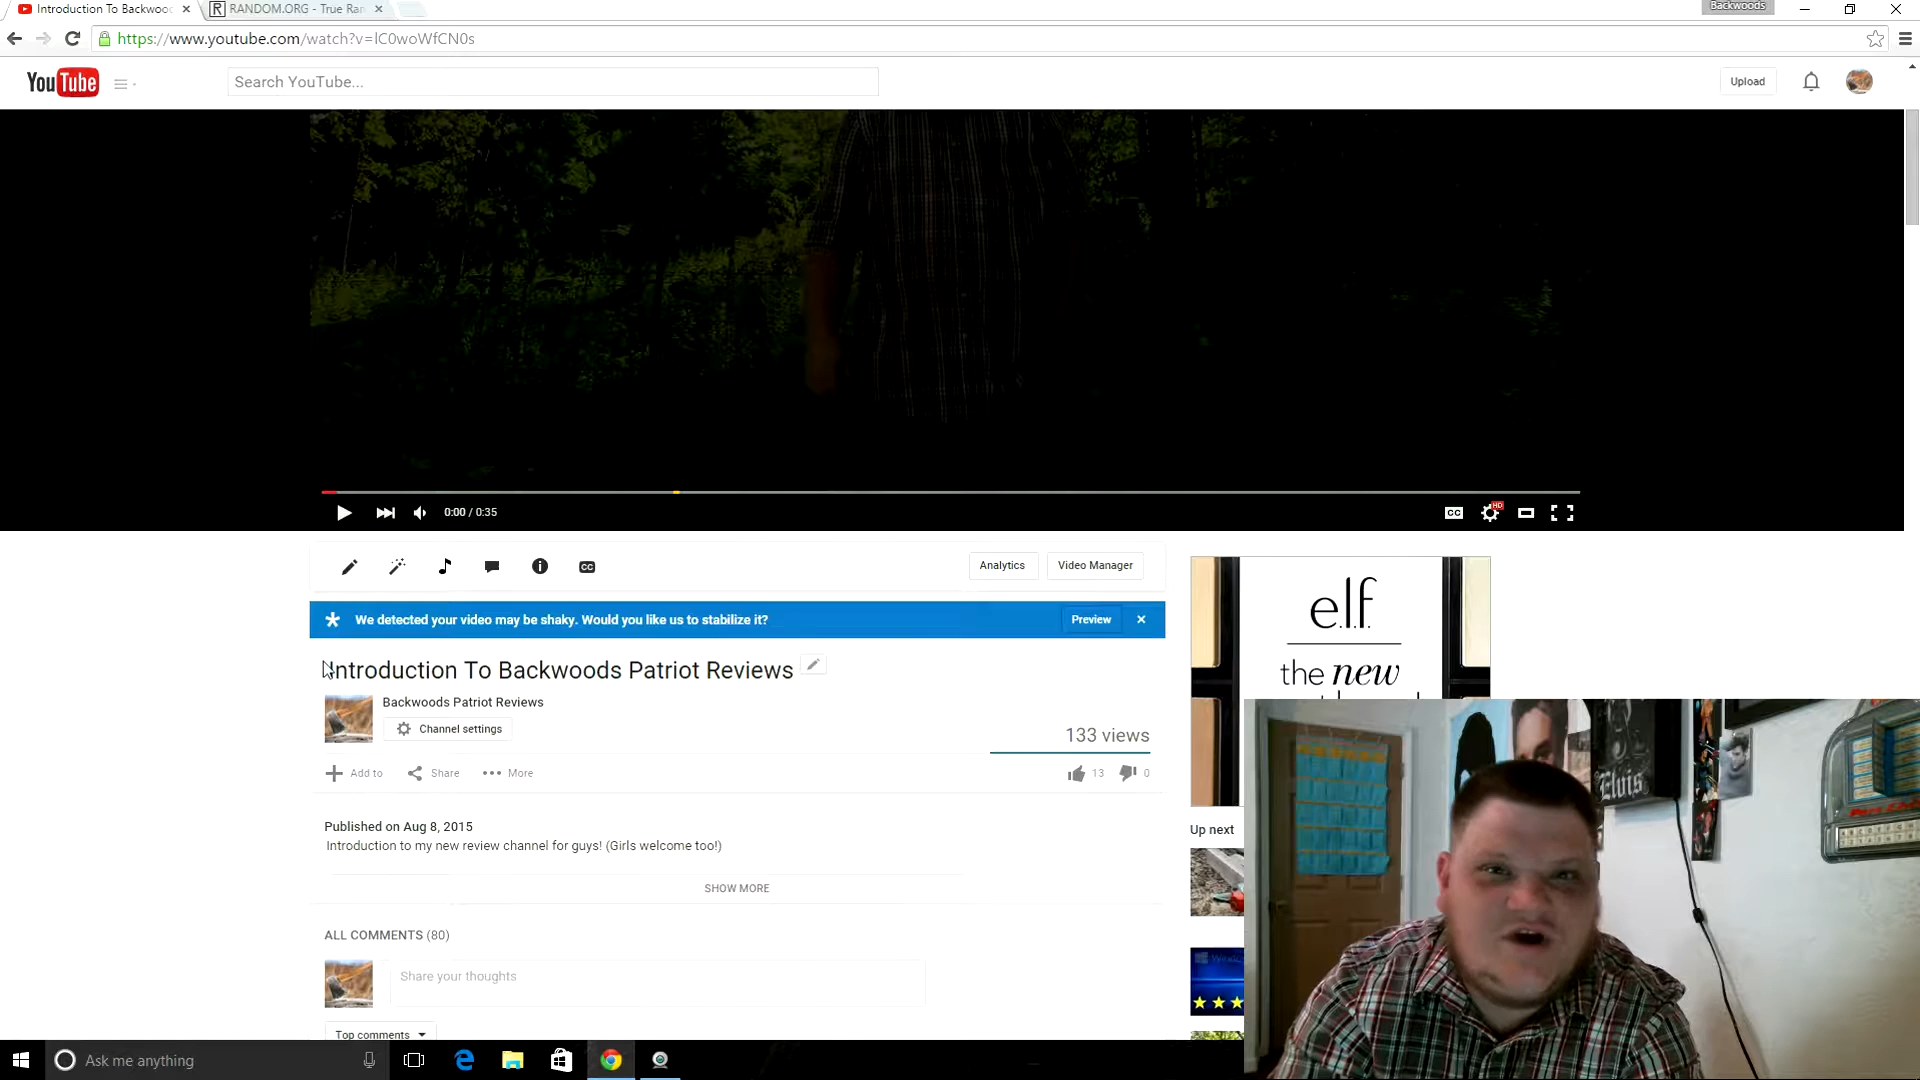 Introduction To Backwoo
RANDOM.ORG - True Ran
Backwoods
https://www.youtube.com/watch?v=lC0woWfCN0s
YouTube
Search YouTube...
Upload
0:00 / 0:35
CC
HD
CC
Analytics
Video Manager
We detected your video may be shaky. Would you like us to stabilize it?
Preview
Introduction To Backwoods Patriot Reviews
Backwoods Patriot Reviews
Channel settings
133 views
Add to
Share
More
13
0
Published on Aug 8, 2015
Introduction to my new review channel for guys! (Girls welcome too!)
SHOW MORE
ALL COMMENTS (80)
Share your thoughts
Top comments
e.l.f.
the new
Up next
Elvis
Ask me anything